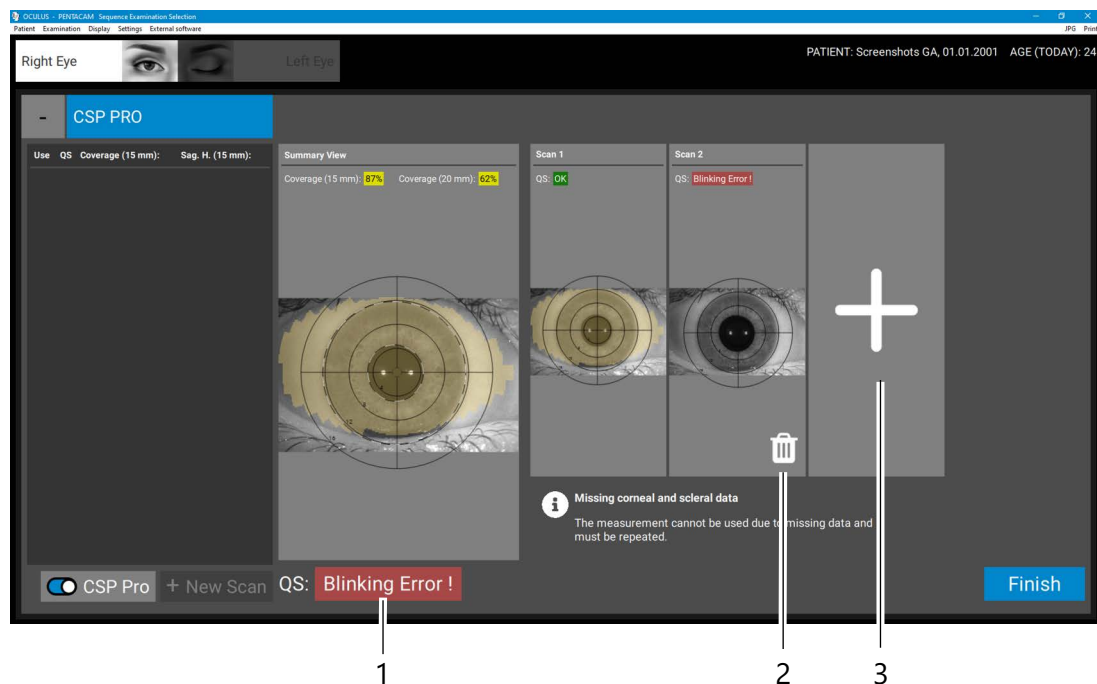 OCULUS - PENTACAM Sequence Examination Selection
Patient Examination Display Settings External software JPG Print
Right Eye Left Eye PATIENT: Screenshots GA, 01.01.2001 AGE (TODAY): 24
- CSP PRO
Use QS Coverage (15 mm): Sag. H. (15 mm):
Summary View
Coverage (15 mm): 87% Coverage (20 mm): 62%
Scan 1
QS: OK
Scan 2
QS: Blinking Error !
Missing corneal and scleral data
The measurement cannot be used due to missing data and
must be repeated.
CSP Pro + New Scan QS: Blinking Error ! Finish
1 2 3